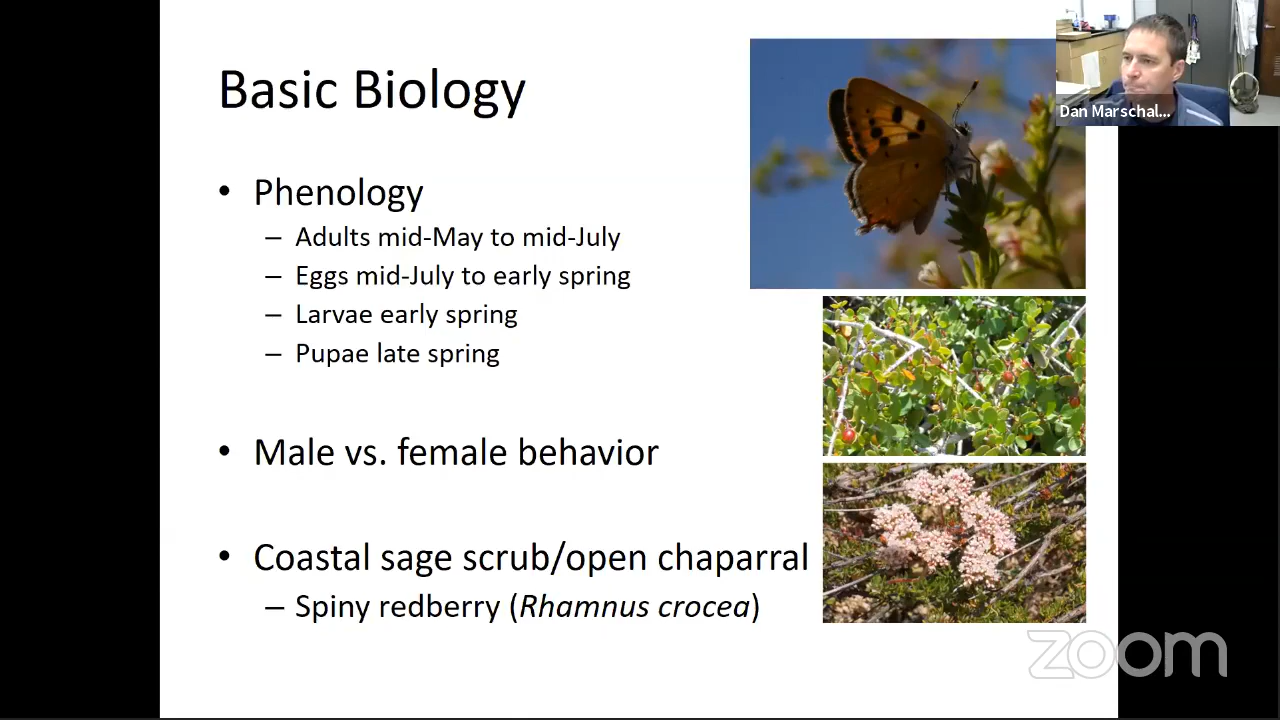 Basic Biology
• Phenology
– Adults mid-May to mid-July
– Eggs mid-July to early spring
– Larvae early spring
– Pupae late spring
• Male vs. female behavior
• Coastal sage scrub/open chaparral
– Spiny redberry (Rhamnus crocea)
Dan Marschal...
zoom